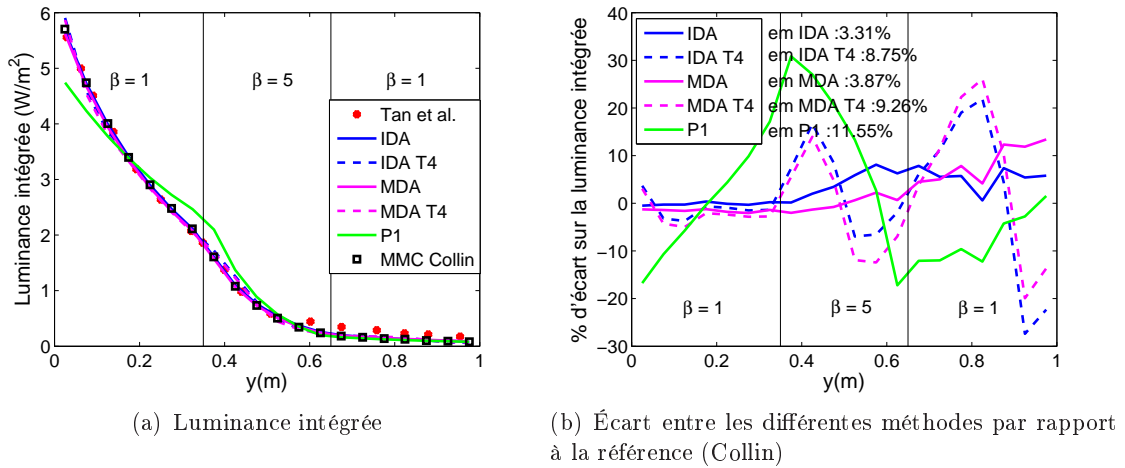 Luminance intégrée (W/m²)
6
5
4
3
2
1
0
β = 1
β = 5
β = 1
Tan et al.
IDA
IDA T4
MDA
MDA T4
P1
MMC Collin
0
0.2
0.4
0.6
0.8
1
y(m)
(a) Luminance intégrée
% d'écart sur la luminance intégrée
40
30
20
10
0
−10
−20
−30
IDA em IDA :3.31%
IDA T4 em IDA T4 :8.75%
MDA em MDA :3.87%
MDA T4 em MDA T4 :9.26%
P1 em P1 :11.55%
β = 1
β = 5
β = 1
0
0.2
0.4
0.6
0.8
1
y(m)
(b) Écart entre les différentes méthodes par rapport
à la référence (Collin)